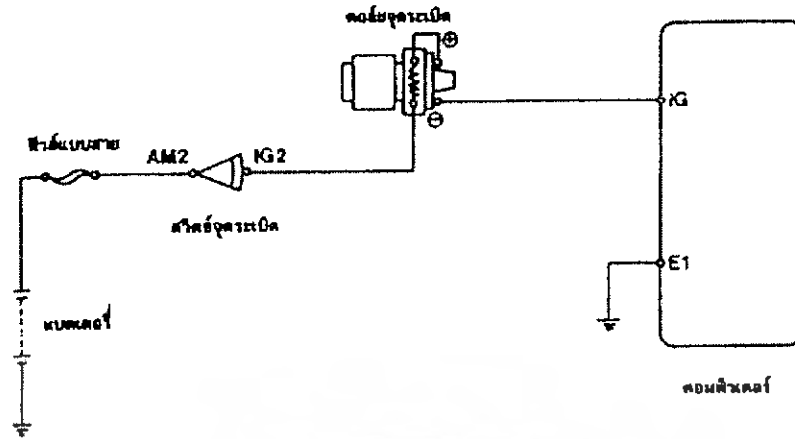 คอล์ยจุดระเบิด
⊕
IG
⊖
ฟิวส์แบบสาย
AM2
IG2
สวิตช์จุดระเบิด
E1
แบตเตอรี่
คอมพิวเตอร์